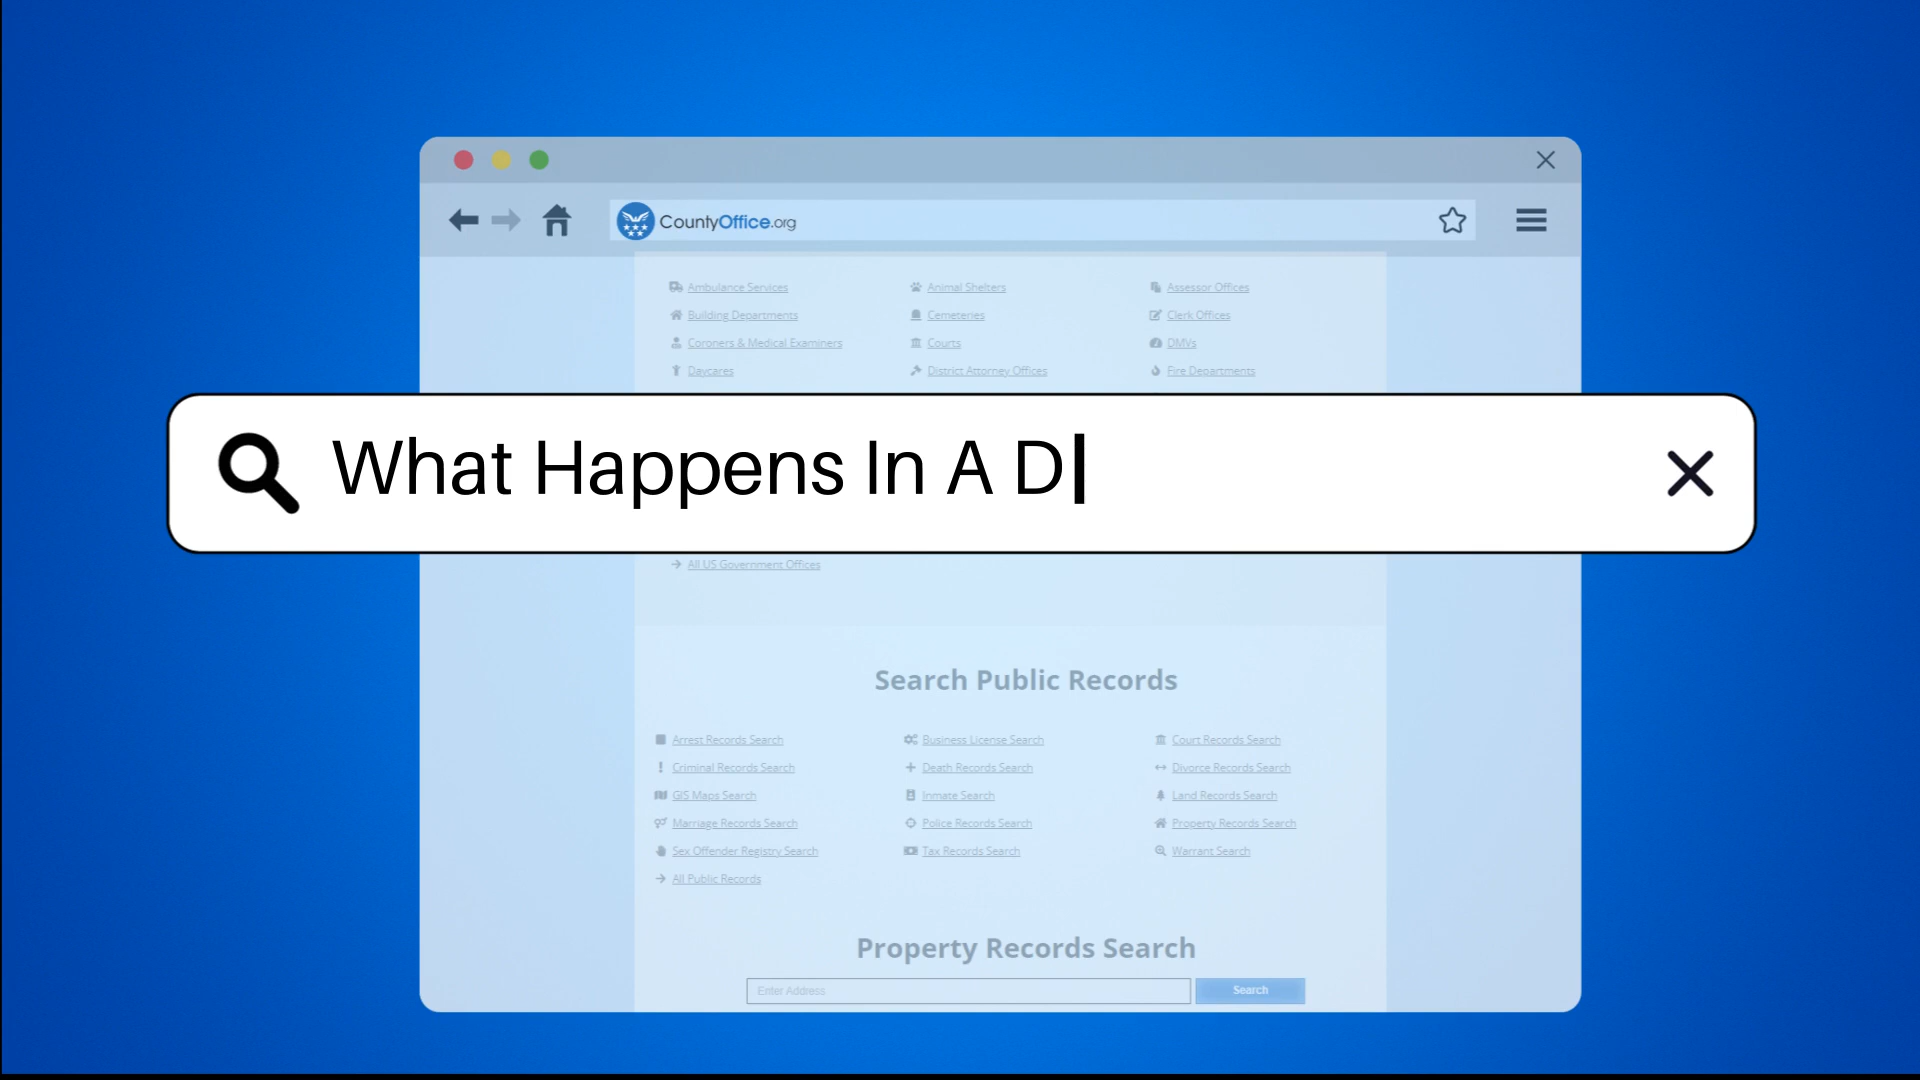 CountyOffice.org
Ambulance Services Animal Shelters Assessor Offices
Building Departments Cemeteries Clerk Offices
Coroners & Medical Examiners Courts DMVs
Daycares District Attorney Offices Fire Departments
What Happens In A D
All US Government Offices
Search Public Records
Arrest Records Search Business License Search Court Records Search
Criminal Records Search Death Records Search Divorce Records Search
GIS Maps Search Inmate Search Land Records Search
Marriage Records Search Police Records Search Property Records Search
Sex Offender Registry Search Tax Records Search Warrant Search
All Public Records
Property Records Search
Enter Address Search